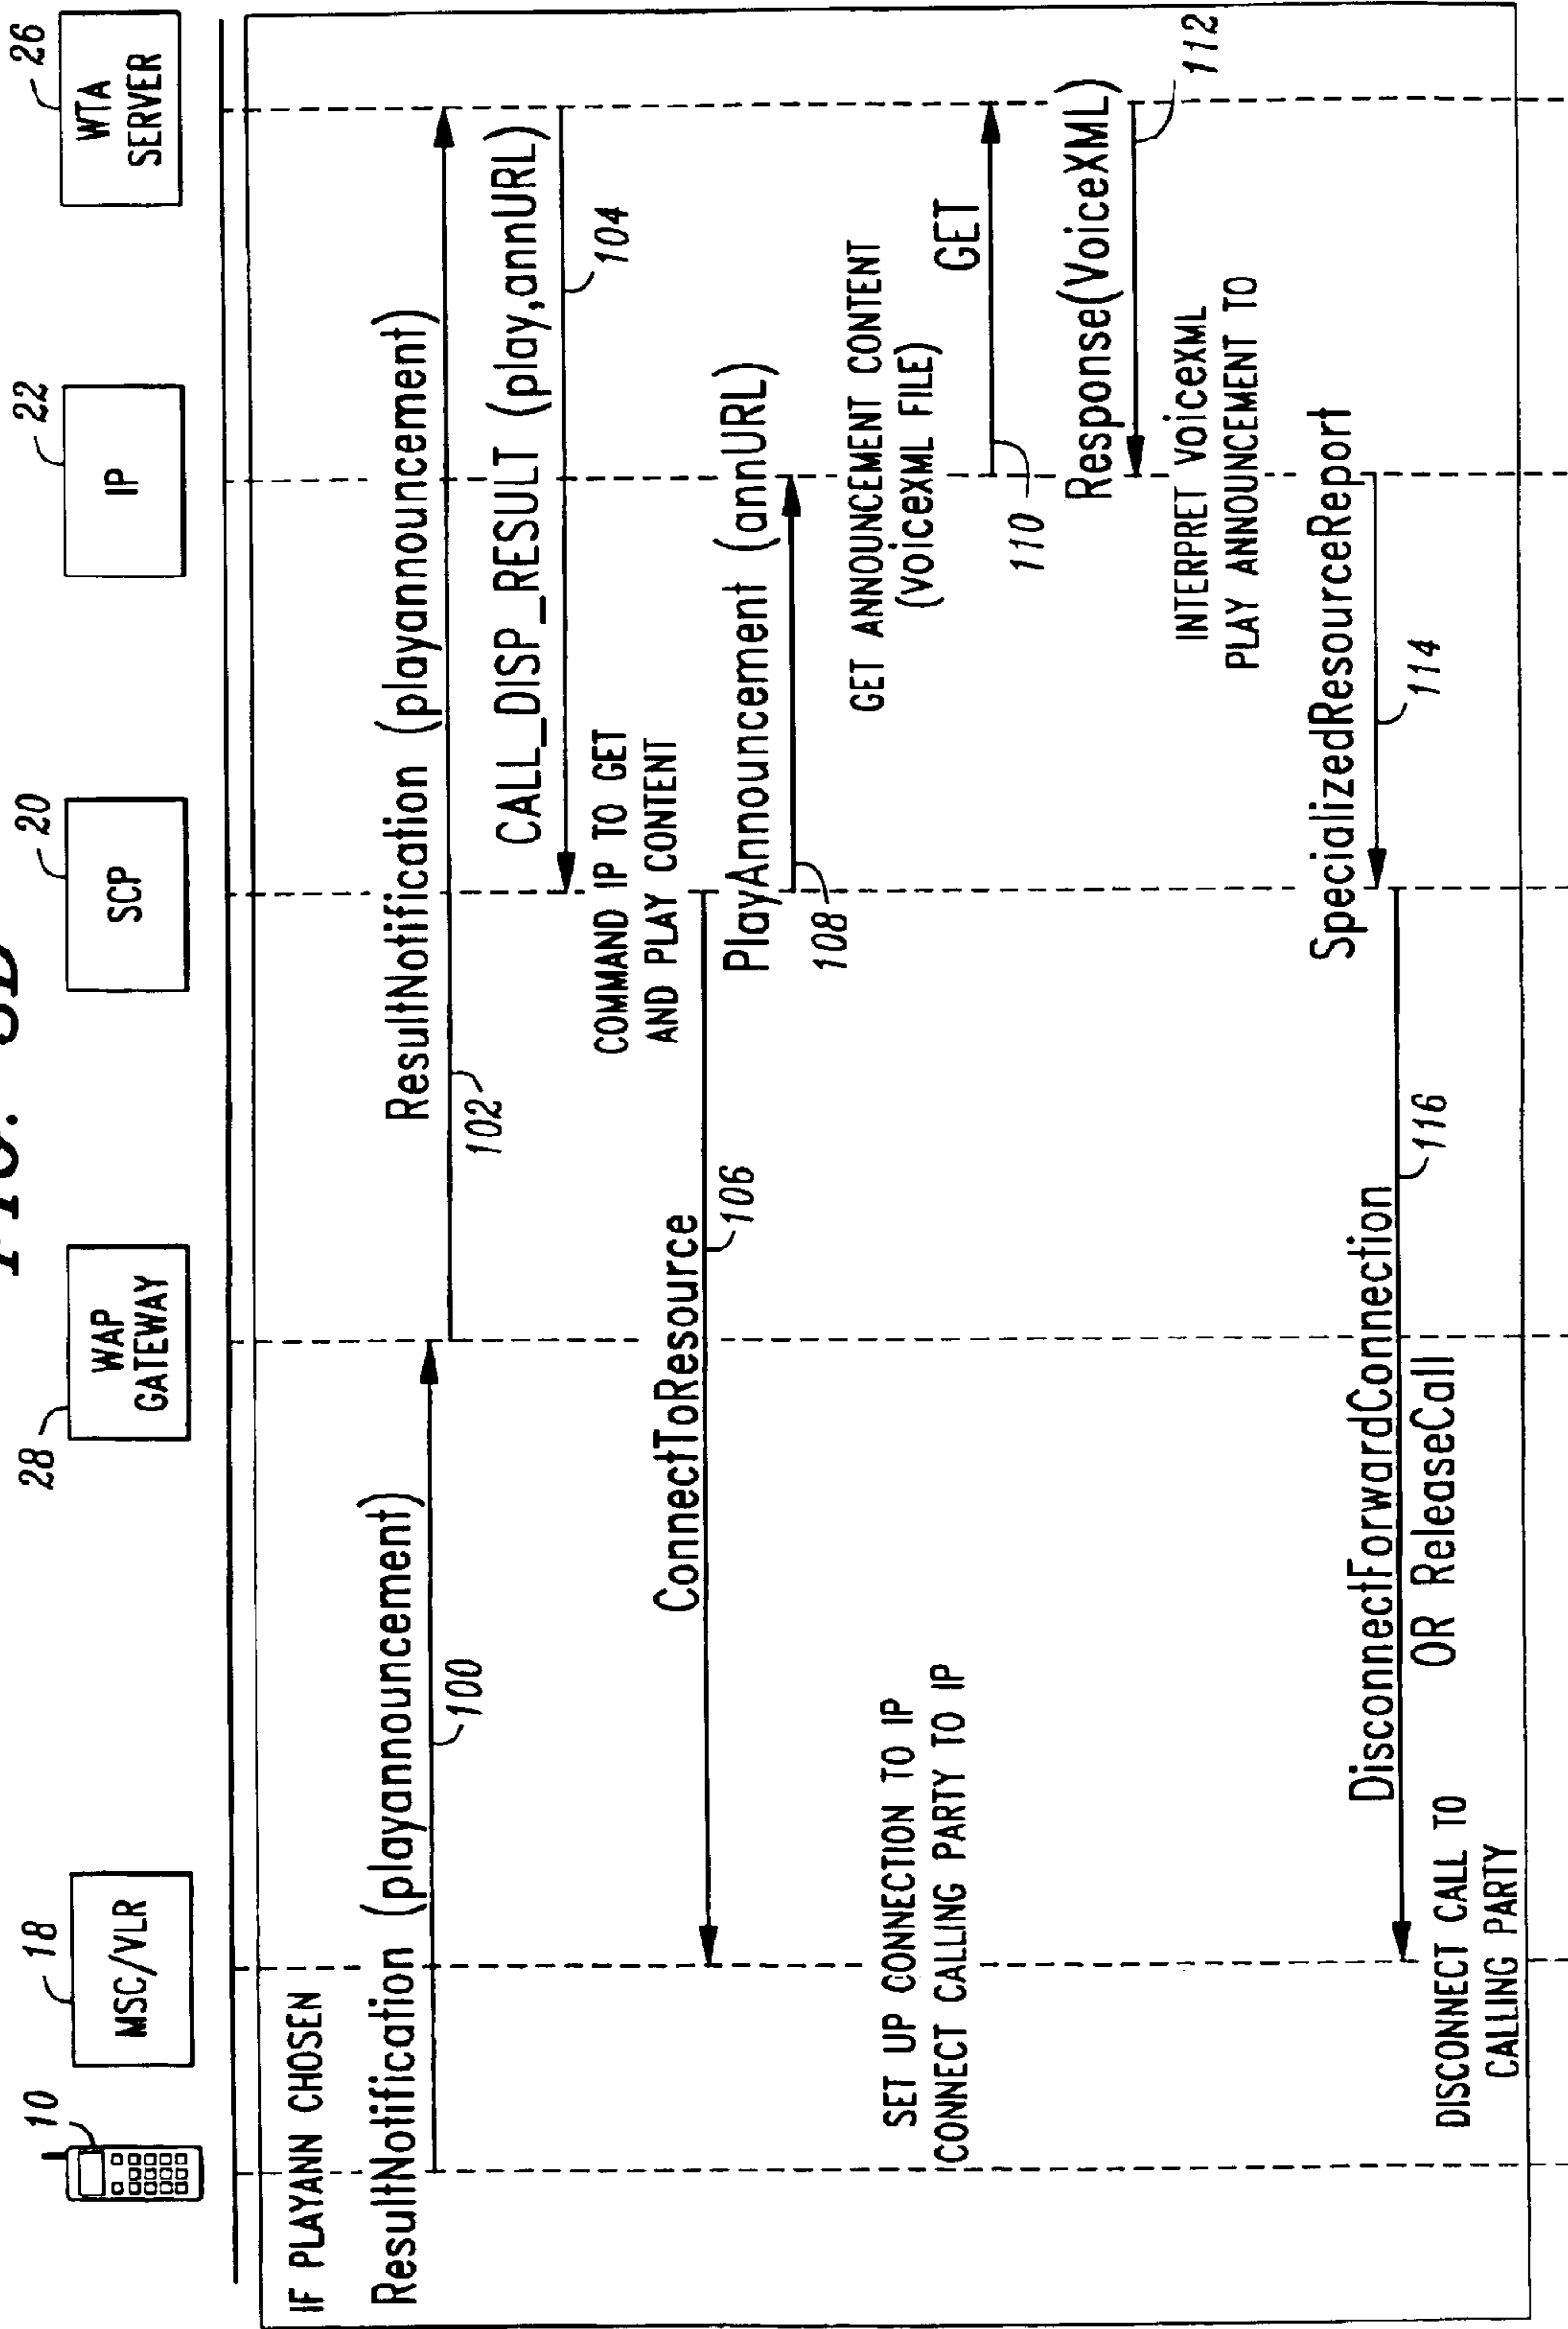 FIG.
10
18
MSC/VLR
28
WAP
GATEWAY
20
SCP
22
IP
26
WTA
SERVER
IF PLAYANN CHOSEN
ResultNotification (playannouncement)
100
ResultNotification (playannouncement)
102
CALL_DISP_RESULT (play,annURL)
104
COMMAND IP TO GET
AND PLAY CONTENT
ConnectToResource
106
PlayAnnouncement (annURL)
108
SET UP CONNECTION TO IP
CONNECT CALLING PARTY TO IP
GET ANNOUNCEMENT CONTENT
(VoiceXML FILE)
GET
110
Response(VoiceXML)
112
INTERPRET VoiceXML
PLAY ANNOUNCEMENT TO
SpecializedResourceReport
114
DisconnectForwardConnection
OR ReleaseCall
116
DISCONNECT CALL TO
CALLING PARTY